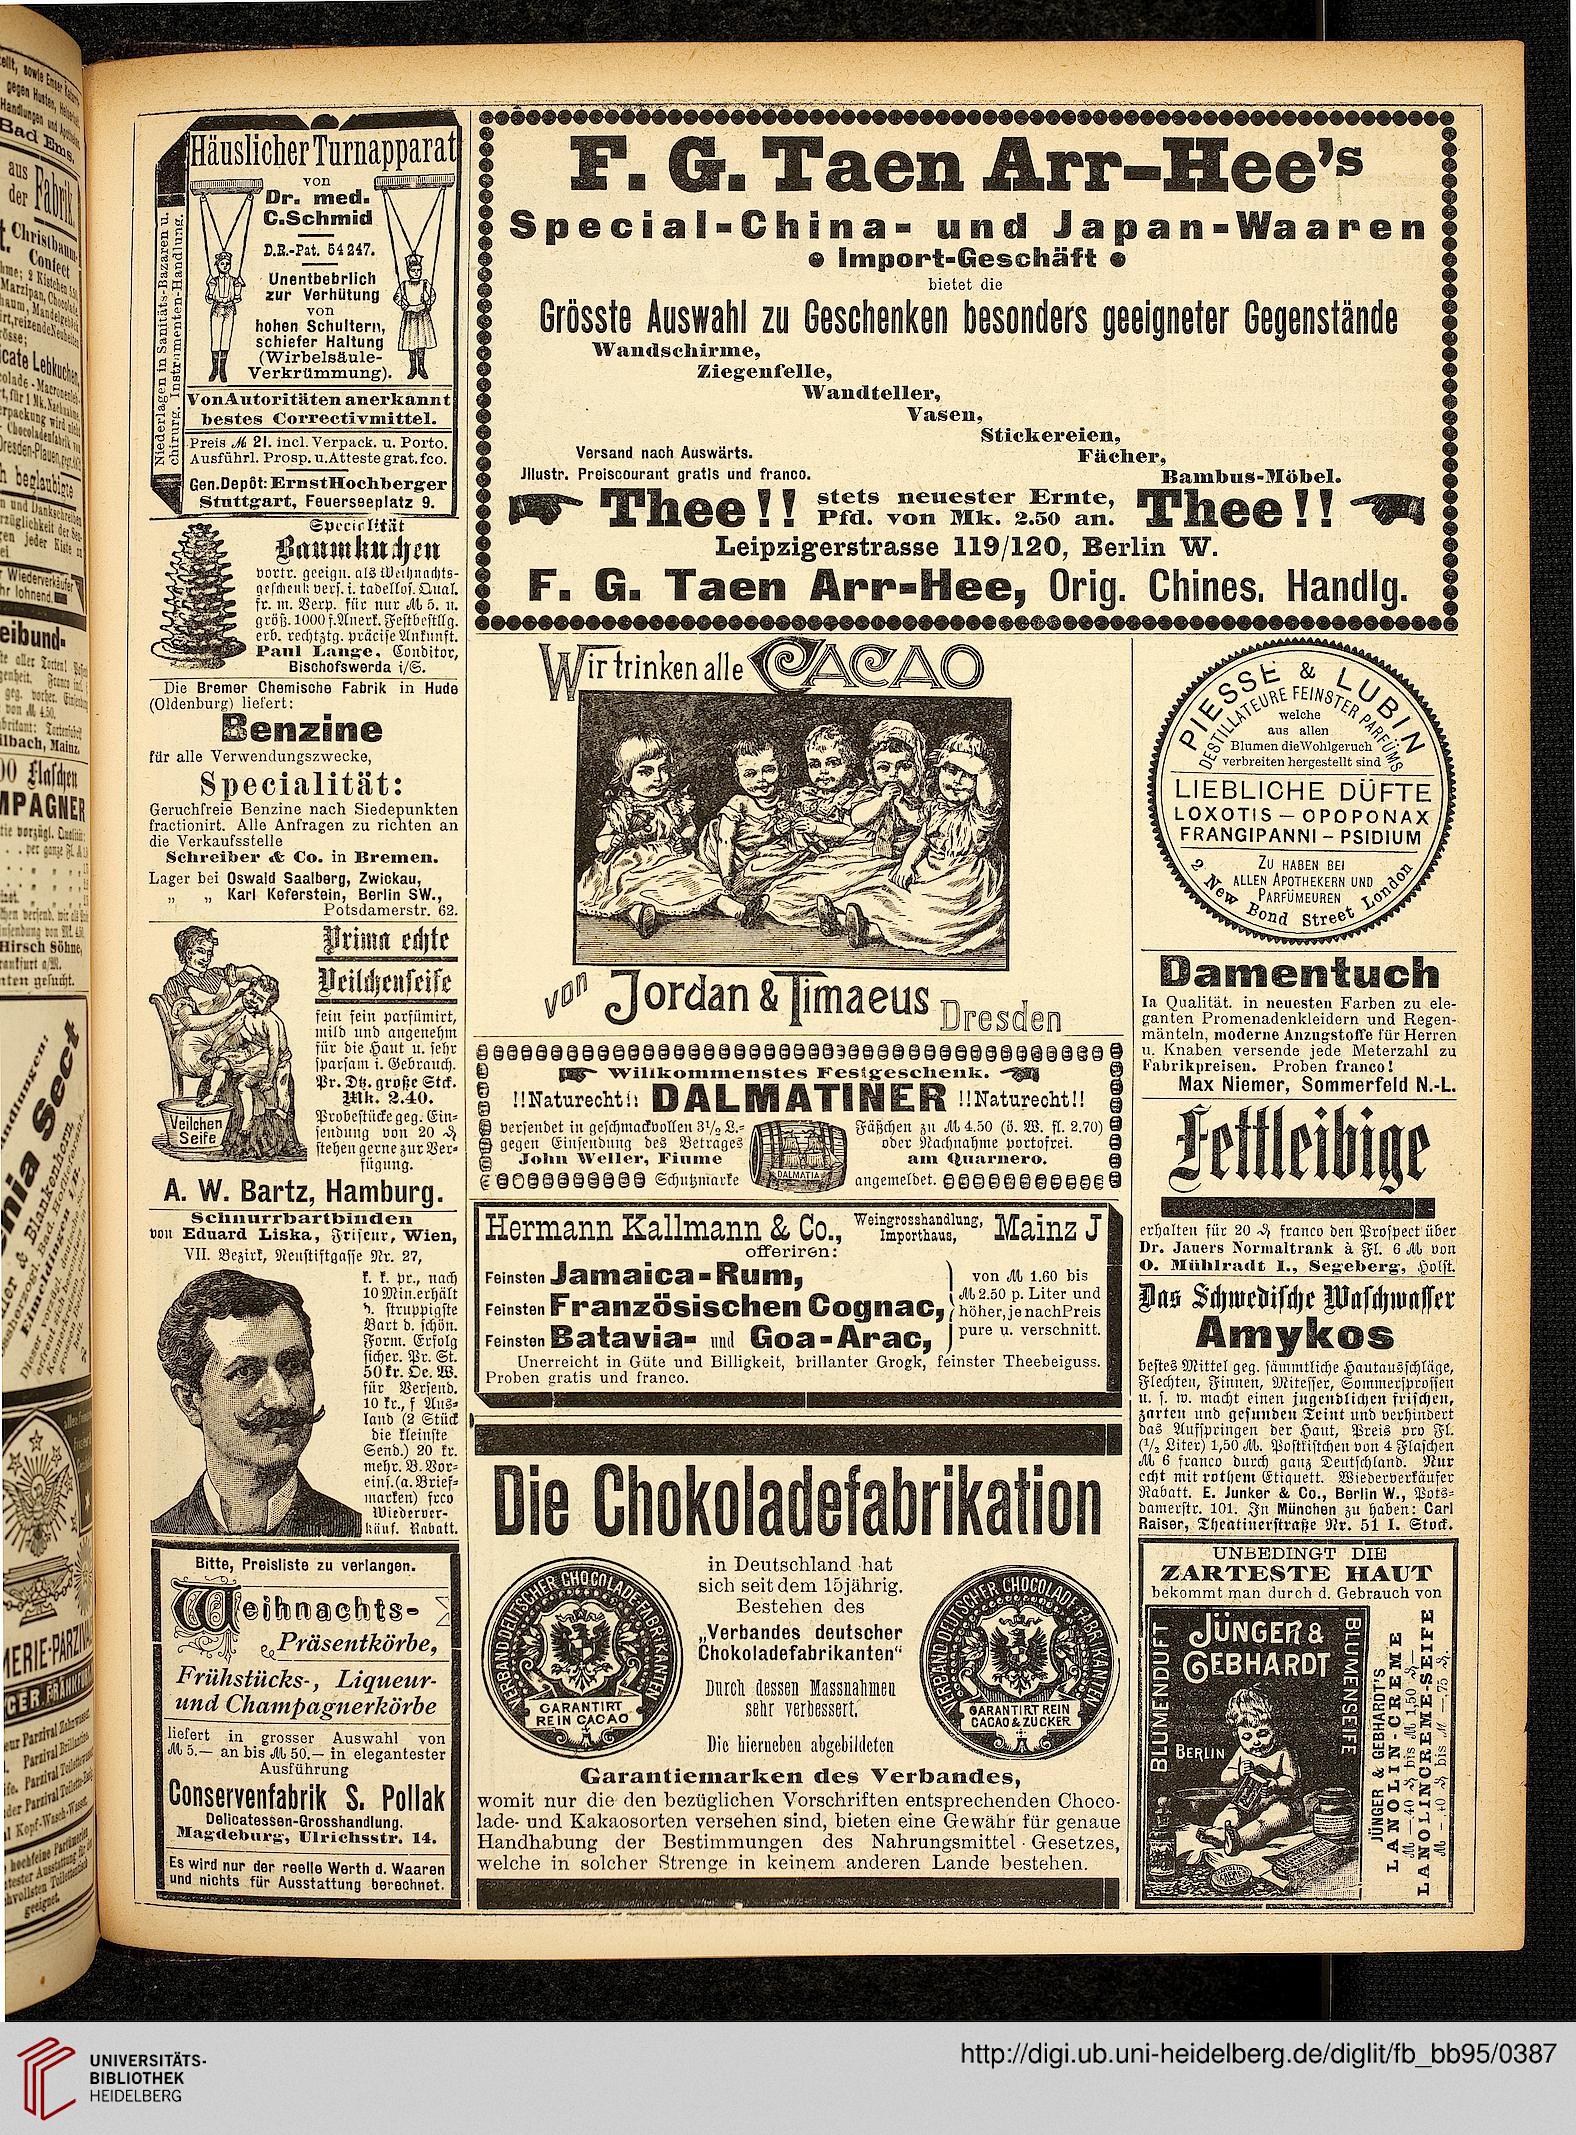 Häuslicher Turnapparat
von
Dr. med.
C. Schmid
D.R.-Pat. 54247.
Unentbehrlich
zur Verhütung
von
hohen Schultern,
schiefer Haltung
(Wirbelsäule-
Verkrümmung).
Von Autoritäten anerkannt
bestes Correctivmittel.
Preis ℳ 21. incl. Verpack. u. Porto.
Ausführl. Prosp. u. Atteste grat. fco.
Gen. Depôt: Ernst Hochberger
Stuttgart, Feuerseeplatz 9.
Niederlagen in Sanitäts-Bazaren u.
chirurg. Instrumenten-Handlung.
Specialität
Baumkuchen
vortr. geeign. als Weihnachts-
geschenk vers. i. tadellos. Qual.
fr. m. Verp. für nur ℳ 5. u.
größ. 1000 f. Anerk. Festbestllg.
erb. rechtztg. präcise Ankunft.
Paul Lange, Conditor,
Bischofswerda i/S.
Die Bremer Chemische Fabrik in Hude
(Oldenburg) liefert:
Benzine
für alle Verwendungszwecke,
Specialität:
Geruchfreie Benzine nach Siedepunkten
fractionirt. Alle Anfragen zu richten an
die Verkaufsstelle
Schreiber & Co. in Bremen.
Lager bei Oswald Saalberg, Zwickau,
„ „ Karl Keferstein, Berlin SW.,
Potsdamerstr. 62.
Prima echte
Veilchenseife
fein fein parfümirt,
mild und angenehm
für die Haut u. sehr
sparsam i. Gebrauch.
Pr. Dtz. große Stck.
Mk. 2.40.
Probestücke geg. Ein-
sendung von 20 ₰
stehen gerne zur Ver-
fügung.
Veilchen
Seife
A. W. Bartz, Hamburg.
Schnurrbartbinden
von Eduard Liska, Friseur, Wien,
VII. Bezirk, Neustiftgasse Nr. 27,
k. k. pr., nach
10 Min. erhält
d. struppigste
Bart d. schön.
Form. Erfolg
sicher. Pr. St.
50 kr. Oe. W.
für Versend.
10 kr., f Aus-
land (2 Stück
die kleinste
Send.) 20 kr.
mehr. B. Vor-
eins. (a. Brief-
marken) frco
Wiederver-
käuf. Rabatt.
Bitte, Preisliste zu verlangen.
Weihnachts-
Präsentkörbe,
Frühstücks-, Liqueur-
und Champagnerkörbe
liefert in grosser Auswahl von
ℳ 5.— an bis ℳ 50.— in elegantester
Ausführung
Conservenfabrik S. Pollak
Delicatessen-Grosshandlung.
Magdeburg, Ulrichsstr. 14.
Es wird nur der reelle Werth d. Waaren
und nichts für Ausstattung berechnet.
F. G. Taen Arr-Hee's
Special-China- und Japan-Waaren
Import-Geschäft
bietet die
Grösste Auswahl zu Geschenken besonders geeigneter Gegenstände
Wandschirme,
Ziegenfelle,
Wandteller,
Vasen,
Stickereien,
Fächer,
Bambus-Möbel.
Versand nach Auswärts.
Illustr. Preiscourant gratis und franco.
Thee!! stets neuester Ernte, Thee!!
Pfd. von Mk. 2.50 an.
Leipzigerstrasse 119/120, Berlin W.
F. G. Taen Arr-Hee, Orig. Chines. Handlg.
Wir trinken alle CACAO
von Jordan & Timaeus Dresden
Willkommenstes Festgeschenk.
!!Naturecht!! DALMATINER !!Naturecht!!
versendet in geschmackvollen 3½ L.-
gegen Einsendung des Betrages
John Weller, Fiume
Schutzmarke
DALMATIA
Fäßchen zu ℳ 4.50 (ö. W. fl. 2.70)
oder Nachnahme portofrei.
am Quarnero.
angemeldet.
Hermann Kallmann & Co., Weingrosshandlung, Importhaus, Mainz J
offeriren:
Feinsten Jamaica-Rum,
Feinsten Französischen Cognac,
Feinsten Batavia- und Goa-Arac,
von ℳ 1.60 bis
ℳ 2.50 p. Liter und
höher, je nach Preis
pure u. verschnitt.
Unerreicht in Güte und Billigkeit, brillanter Grogk, feinster Theebeiguss.
Proben gratis und franco.
Die Chokoladefabrikation
in Deutschland hat
sich seit dem 15jährig.
Bestehen des
„Verbandes deutscher
Chokoladefabrikanten“
Durch dessen Massnahmen
sehr verbessert.
Die hierneben abgebildeten
VERBAND DEUTSCHER CHOCOLADE-FABRIKANTEN
GARANTIRT
REIN CACAO
VERBAND DEUTSCHER CHOCOLADE-FABRIKANTEN
GARANTIRT REIN
CACAO & ZUCKER
Garantiemarken des Verbandes,
womit nur die den bezüglichen Vorschriften entsprechenden Choco-
lade- und Kakaosorten versehen sind, bieten eine Gewähr für genaue
Handhabung der Bestimmungen des Nahrungsmittel-Gesetzes,
welche in solcher Strenge in keinem anderen Lande bestehen.
PIESSE & LUBIN
DESTILLATEURE FEINSTER PARFÜMS
welche
aus allen
Blumen die Wohlgeruch
verbreiten hergestellt sind
LIEBLICHE DÜFTE
LOXOTIS — OPOPONAX
FRANGIPANNI – PSIDIUM
ZU HABEN BEI
ALLEN APOTHEKERN UND
PARFÜMEUREN
2 New Bond Street London
Damentuch
Ia Qualität. in neuesten Farben zu ele-
ganten Promenadenkleidern und Regen-
mänteln, moderne Anzugstoffe für Herren
u. Knaben versende jede Meterzahl zu
Fabrikpreisen. Proben franco!
Max Niemer, Sommerfeld N.-L.
Fettleibige
erhalten für 20 ₰ franco den Prospect über
Dr. Jauers Normaltrank à Fl. 6 ℳ von
O. Mühlradt I., Segeberg, Holst.
Das Schwedische Waschwasser
Amykos
bestes Mittel geg. sämmtliche Hautausschläge,
Flechten, Finnen, Mitesser, Sommersprossen
u. s. w. macht einen jugendlichen frischen,
zarten und gesunden Teint und verhindert
das Aufspringen der Haut, Preis pro Fl.
(½ Liter) 1,50 ℳ. Postkistchen von 4 Flaschen
ℳ 6 franco durch ganz Deutschland. Nur
echt mit rothem Etiquett. Wiederverkäufer
Rabatt. E. Junker & Co., Berlin W., Pots-
damerstr. 101. In München zu haben: Carl
Raiser, Theatinerstraße Nr. 51 I. Stock.
UNBEDINGT DIE
ZARTESTE HAUT
bekommt man durch d. Gebrauch von
JÜNGER &
GEBHARDT
BERLIN
BLUMENDUFT
BLUMENSEIFE
JÜNGER & GEBHARDT'S
LANOLIN-CREME
ℳ —.40 ₰ bis ℳ 1,50 ₰
LANOLINCREME-SEIFE
ℳ —.40 ₰ bis ℳ —.75 ₰.
UNIVERSITÄTS-
BIBLIOTHEK
HEIDELBERG
http://digi.ub.uni-heidelberg.de/diglit/fb_bb95/0387